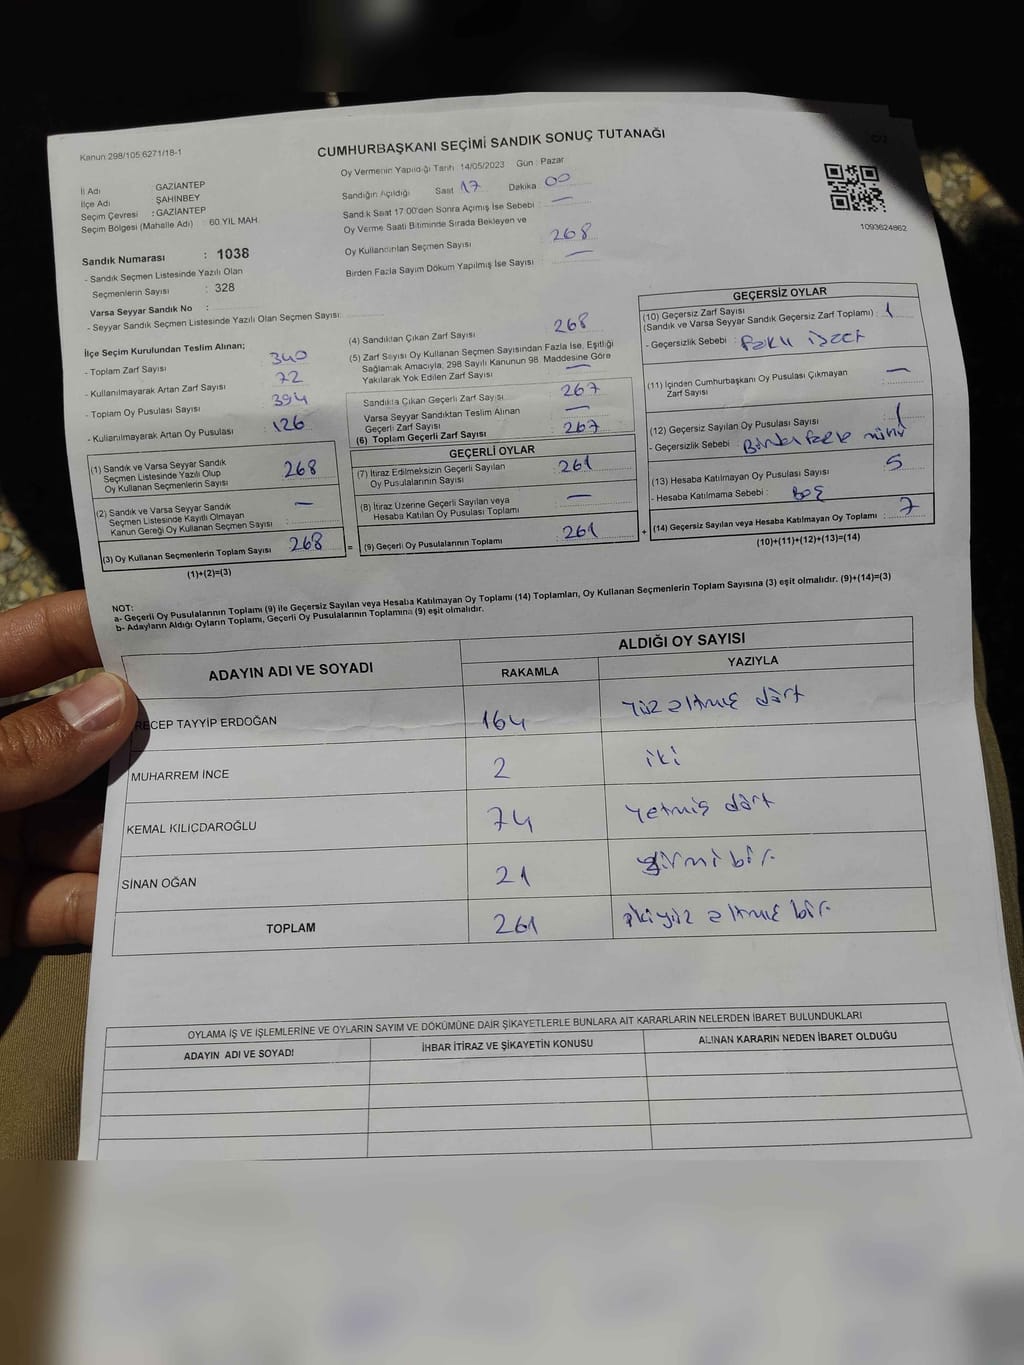 Kanun 298/105 6271/18-1
CUMHURBAŞKANI SEÇİMİ SANDIK SONUÇ TUTANAĞI
İl Adı GAZİANTEP
İlçe Adı ŞAHİNBEY
Seçim Çevresi : GAZİANTEP
Seçim Bölgesi (Mahalle Adı) : 60.YIL MAH.
Sandık Numarası : 1038
- Sandık Seçmen Listesinde Yazılı Olan
Seçmenlerin Sayısı : 328
Varsa Seyyar Sandık No :
- Seyyar Sandık Seçmen Listesinde Yazılı Olan Seçmen Sayısı:
Oy Vermenin Yapıldığı Tarih : 14/05/2023 Gün : Pazar
Sandığın Açıldığı Saat 17 Dakika 00
Sandık Saat 17.00'den Sonra Açılmış İse Sebebi : —
Oy Verme Saati Bitiminde Sırada Bekleyen ve
Oy Kullandırılan Seçmen Sayısı 268
Birden Fazla Sayım Döküm Yapılmış İse Sayısı —
1093624862
İlçe Seçim Kurulundan Teslim Alınan;
- Toplam Zarf Sayısı 340
- Kullanılmayarak Artan Zarf Sayısı 72
- Toplam Oy Pusulası Sayısı 394
- Kullanılmayarak Artan Oy Pusulası 126
(4) Sandıktan Çıkan Zarf Sayısı 268
(5) Zarf Sayısı Oy Kullanan Seçmen Sayısından Fazla İse, Eşitliği
Sağlamak Amacıyla, 298 Sayılı Kanunun 98. Maddesine Göre
Yakılarak Yok Edilen Zarf Sayısı —
Sandıkta Çıkan Geçerli Zarf Sayısı 267
Varsa Seyyar Sandıktan Teslim Alınan
Geçerli Zarf Sayısı —
(6) Toplam Geçerli Zarf Sayısı 267
GEÇERSİZ OYLAR
(10) Geçersiz Zarf Sayısı
(Sandık ve Varsa Seyyar Sandık Geçersiz Zarf Toplamı) : 1
- Geçersizlik Sebebi :
(11) İçinden Cumhurbaşkanı Oy Pusulası Çıkmayan
Zarf Sayısı —
(12) Geçersiz Sayılan Oy Pusulası Sayısı 1
- Geçersizlik Sebebi : Birden fazla mühür
(13) Hesaba Katılmayan Oy Pusulası Sayısı 5
- Hesaba Katılmama Sebebi : BOŞ
(14) Geçersiz Sayılan veya Hesaba Katılmayan Oy Toplamı : 7
(10)+(11)+(12)+(13)=(14)
(1) Sandık ve Varsa Seyyar Sandık
Seçmen Listesinde Yazılı Olup
Oy Kullanan Seçmenlerin Sayısı 268
(2) Sandık ve Varsa Seyyar Sandık
Seçmen Listesinde Kayıtlı Olmayan
Kanun Gereği Oy Kullanan Seçmen Sayısı —
(3) Oy Kullanan Seçmenlerin Toplam Sayısı 268 =
(1)+(2)=(3)
GEÇERLİ OYLAR
(7) İtiraz Edilmeksizin Geçerli Sayılan
Oy Pusulalarının Sayısı : 261
(8) İtiraz Üzerine Geçerli Sayılan veya
Hesaba Katılan Oy Pusulası Toplamı —
(9) Geçerli Oy Pusulalarının Toplamı : 261 +
NOT:
a- Geçerli Oy Pusulalarının Toplamı (9) ile Geçersiz Sayılan veya Hesaba Katılmayan Oy Toplamı (14) Toplamları, Oy Kullanan Seçmenlerin Toplam Sayısına (3) eşit olmalıdır. (9)+(14)=(3)
b- Adayların Aldığı Oyların Toplamı, Geçerli Oy Pusulalarının Toplamına (9) eşit olmalıdır.
ADAYIN ADI VE SOYADI ALDIĞI OY SAYISI
RAKAMLA YAZIYLA
RECEP TAYYİP ERDOĞAN 164 Yüz altmış dört
MUHARREM İNCE 2 iki
KEMAL KILIÇDAROĞLU 74 Yetmiş dört
SİNAN OĞAN 21 yirmi bir
TOPLAM 261 ikiyüz altmış bir
OYLAMA İŞ VE İŞLEMLERİNE VE OYLARIN SAYIM VE DÖKÜMÜNE DAİR ŞİKAYETLERLE BUNLARA AİT KARARLARIN NELERDEN İBARET BULUNDUKLARI
ADAYIN ADI VE SOYADI İHBAR İTİRAZ VE ŞİKAYETİN KONUSU ALINAN KARARIN NEDEN İBARET OLDUĞU